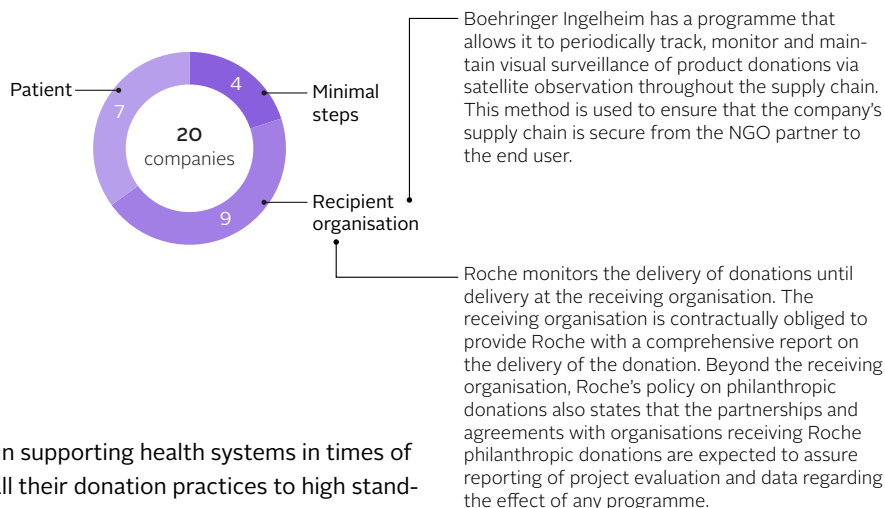 Patient
7
4
Minimal
steps
20
companies
9
Recipient
organisation
Boehringer Ingelheim has a programme that
allows it to periodically track, monitor and main-
tain visual surveillance of product donations via
satellite observation throughout the supply chain.
This method is used to ensure that the company’s
supply chain is secure from the NGO partner to
the end user.
Roche monitors the delivery of donations until
delivery at the receiving organisation. The
receiving organisation is contractually obliged to
provide Roche with a comprehensive report on
the delivery of the donation. Beyond the receiving
organisation, Roche’s policy on philanthropic
donations also states that the partnerships and
agreements with organisations receiving Roche
philanthropic donations are expected to assure
reporting of project evaluation and data regarding
the effect of any programme.
in supporting health systems in times of
ll their donation practices to high stand-